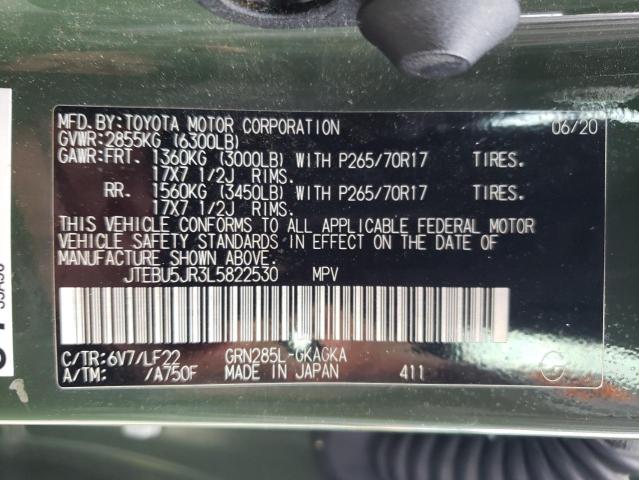 MFD.BY:TOYOTA MOTOR CORPORATION 06/20
GVWR:2855KG (6300LB)
GAWR:FRT. 1360KG (3000LB) WITH P265/70R17 TIRES.
17X7 1/2J RIMS.
RR. 1560KG (3450LB) WITH P265/70R17 TIRES.
17X7 1/2J RIMS.
THIS VEHICLE CONFORMS TO ALL APPLICABLE FEDERAL MOTOR
VEHICLE SAFETY STANDARDS IN EFFECT ON THE DATE OF
MANUFACTURE SHOWN ABOVE.
JTEBU5JR3L5822530 MPV
C/TR:6V7/LF22 GRN285L-GKAGKA
A/TM: /A750F MADE IN JAPAN 411
G